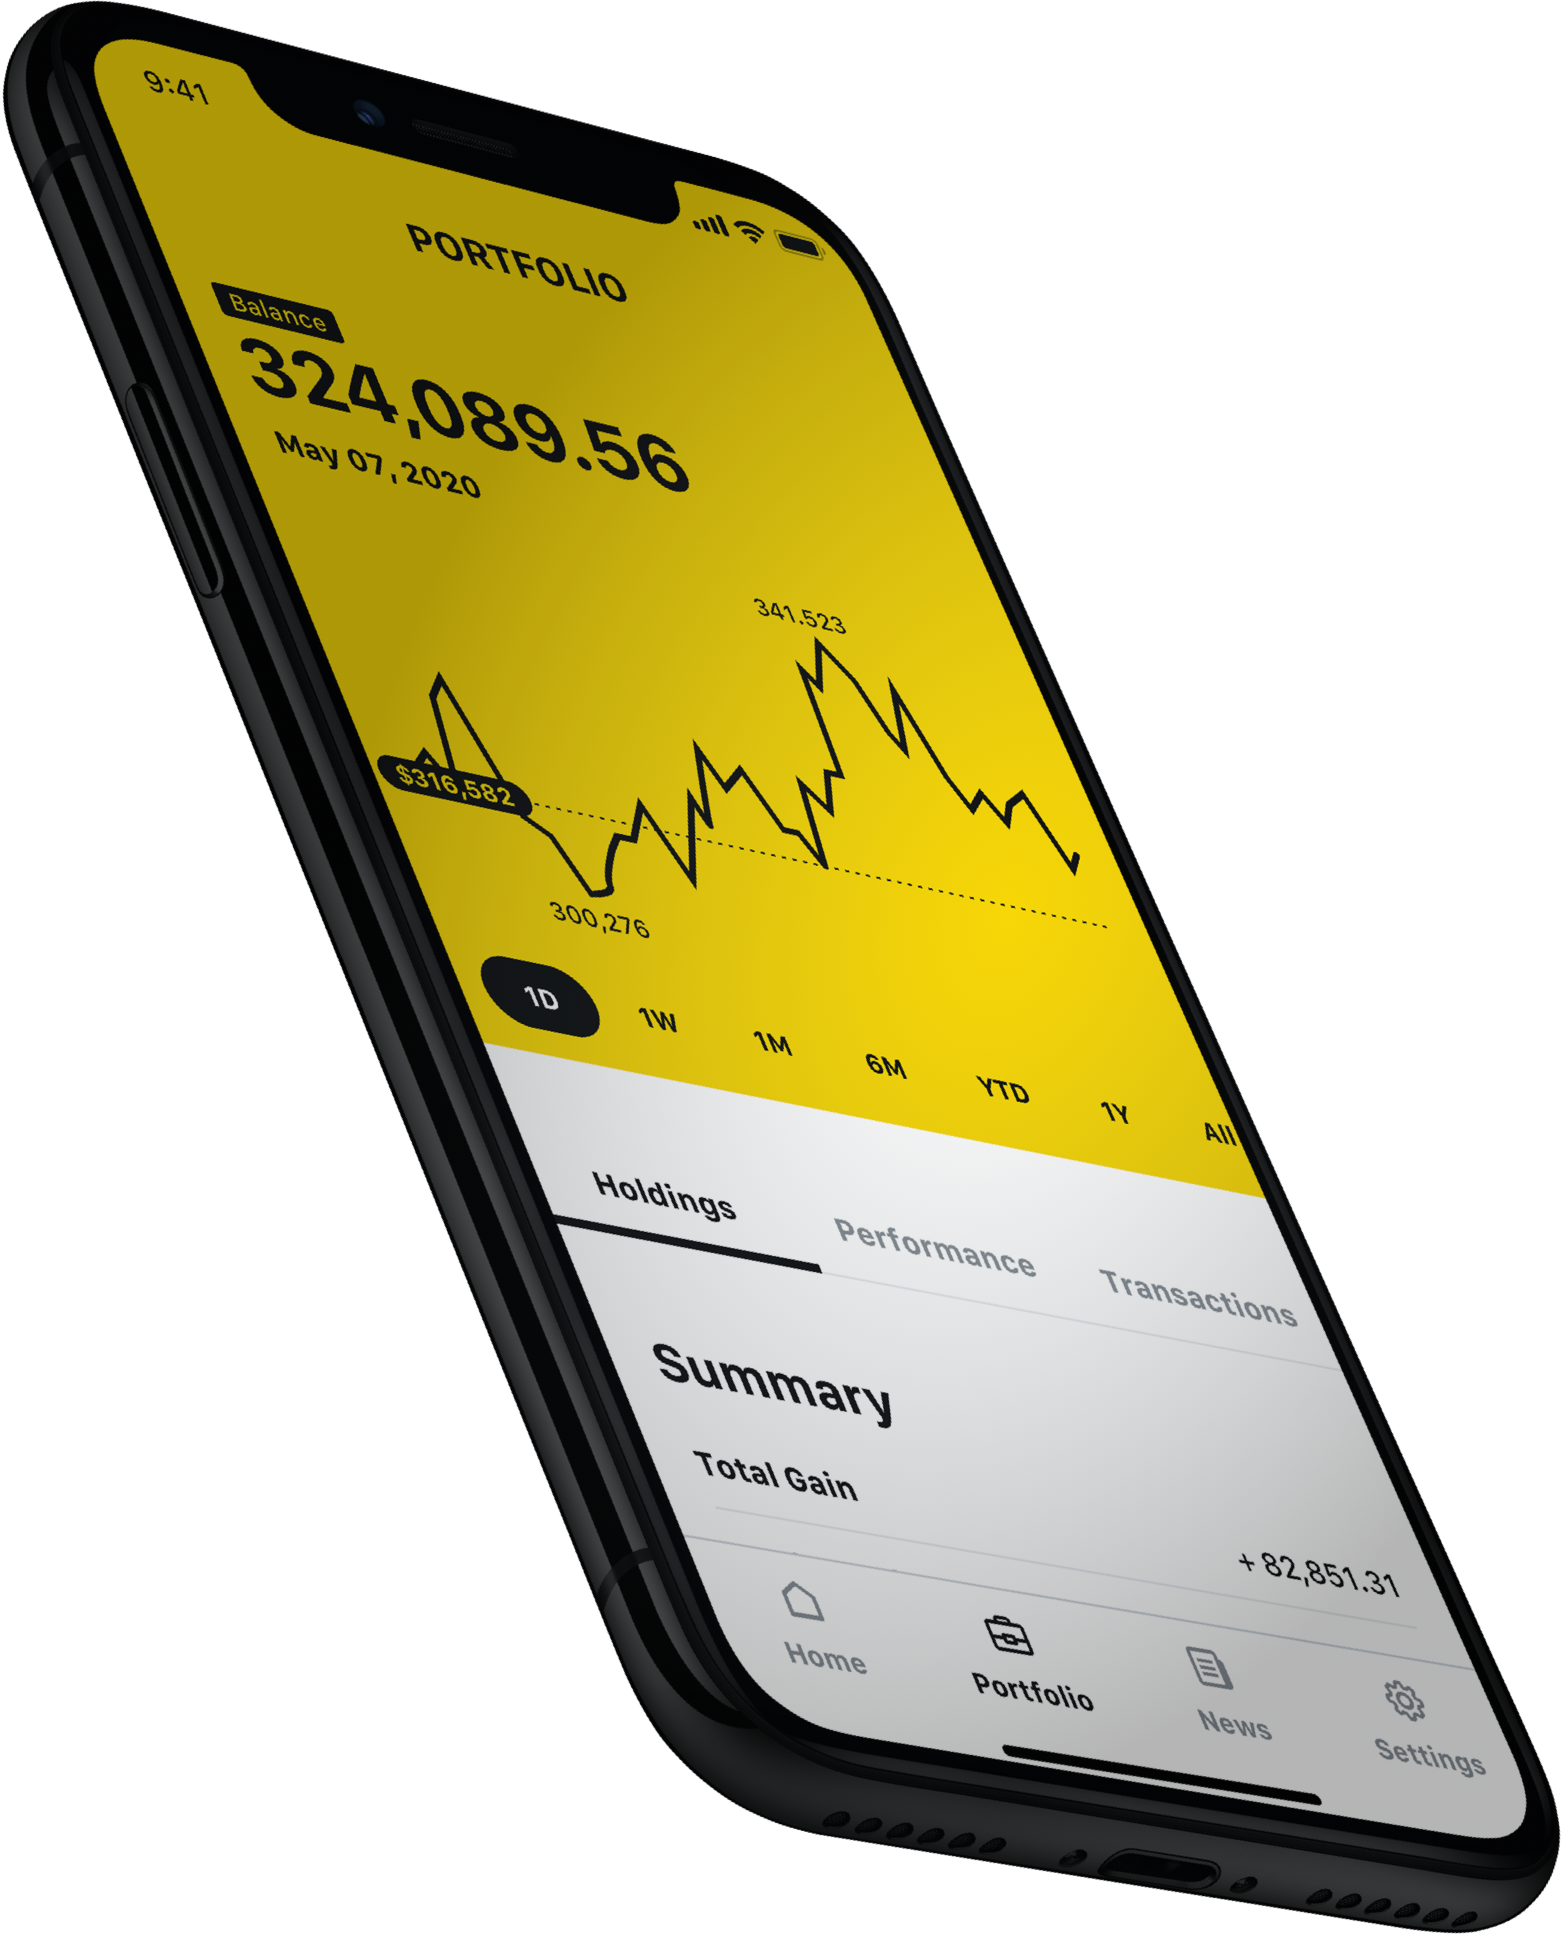 9:41
PORTFOLIO
Balance
324,089.56
May 07, 2020
341.523
$316,582
300,276
1D 1W 1M 6M YTD 1Y All
Holdings Performance Transactions
Summary
Total Gain
+ 82,851.31
Home Portfolio News Settings